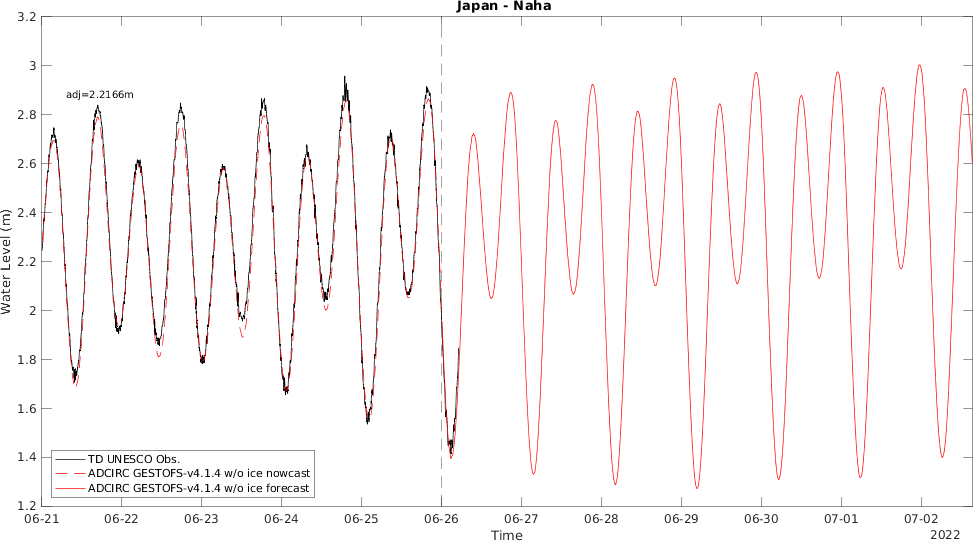 Japan - Naha
3.2
3
2.8
2.6
2.4
2.2
2
1.8
1.6
1.4
1.2
Water Level (m)
adj=2.2166m
TD UNESCO Obs.
ADCIRC GESTOFS-v4.1.4 w/o ice nowcast
ADCIRC GESTOFS-v4.1.4 w/o ice forecast
06-21 06-22 06-23 06-24 06-25 06-26 06-27 06-28 06-29 06-30 07-01 07-02
Time
2022